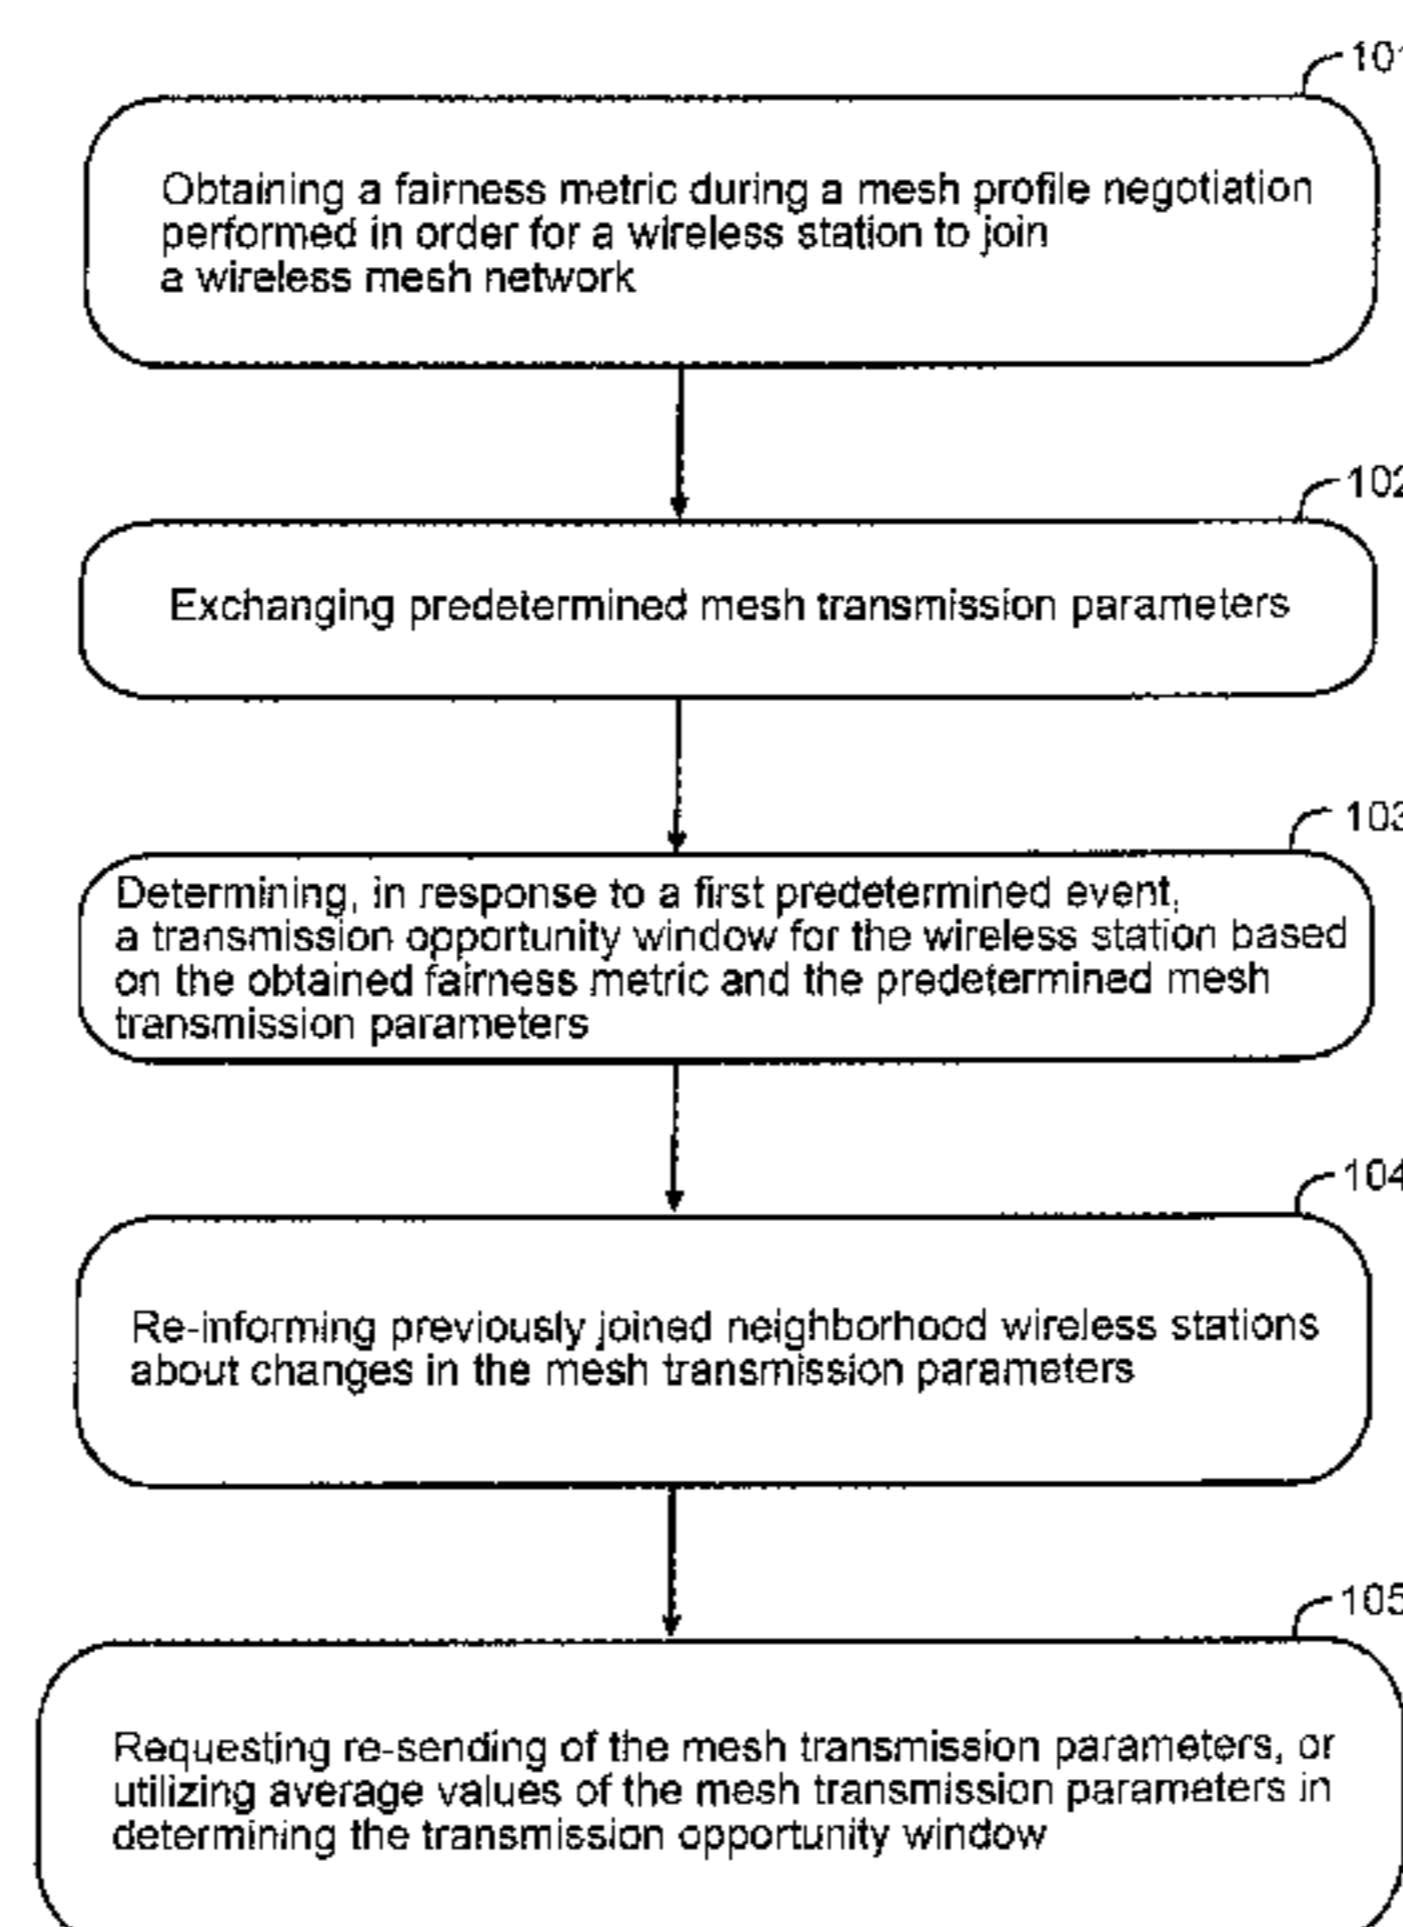 101
Obtaining a fairness metric during a mesh profile negotiation
performed in order for a wireless station to join
a wireless mesh network
102
Exchanging predetermined mesh transmission parameters
103
Determining, in response to a first predetermined event,
a transmission opportunity window for the wireless station based
on the obtained fairness metric and the predetermined mesh
transmission parameters
104
Re-informing previously joined neighborhood wireless stations
about changes in the mesh transmission parameters
105
Requesting re-sending of the mesh transmission parameters, or
utilizing average values of the mesh transmission parameters in
determining the transmission opportunity window